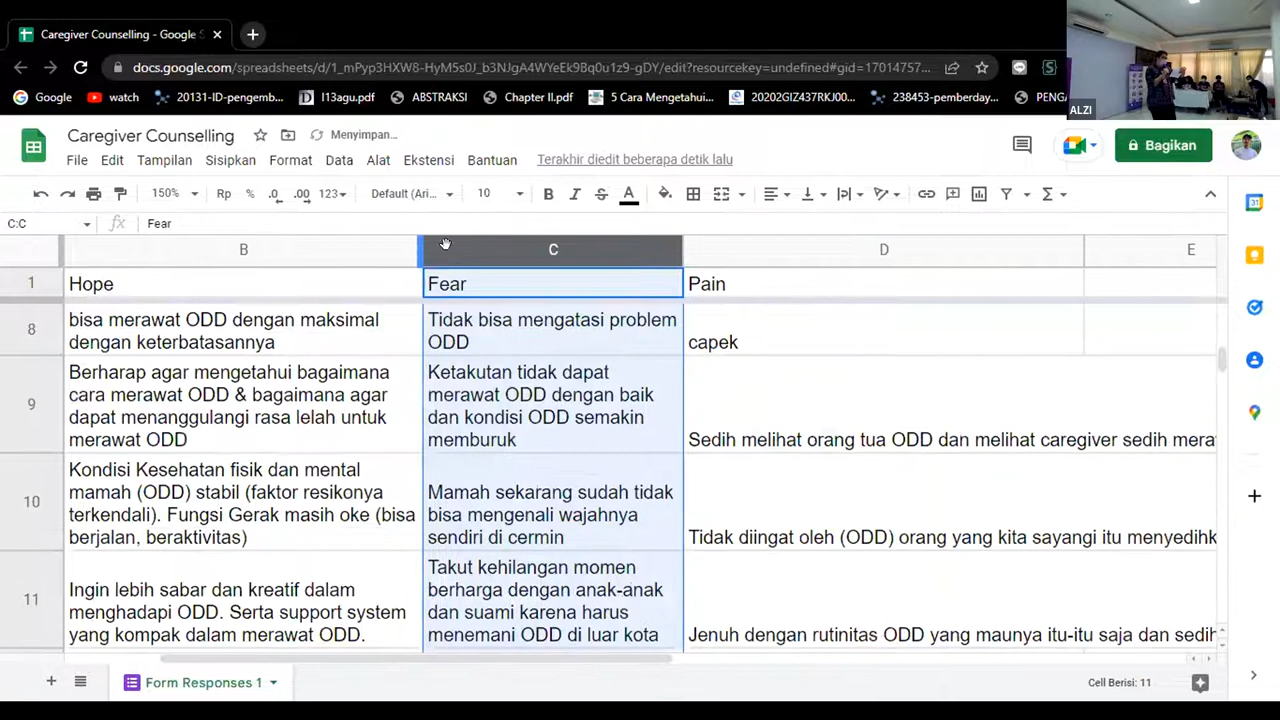 Caregiver Counselling - Google S
docs.google.com/spreadsheets/d/1_mPyp3HXW8-HyM5s0J_b3NJgA4WYeEk9Bq0u1z9-gDY/edit?resourcekey=undefined#gid=17014757...
Google watch 20131-ID-pengemb... I13agu.pdf ABSTRAKSI Chapter II.pdf 5 Cara Mengetahui... 20202GIZ437RKJ00... 238453-pemberday... PENGA
ALZI
Caregiver Counselling Menyimpan...
File Edit Tampilan Sisipkan Format Data Alat Ekstensi Bantuan Terakhir diedit beberapa detik lalu
Bagikan
150% Rp % .0 .00 123 Default (Ari... 10 B I S A
C:C fx Fear
B C D E
1 Hope Fear Pain
8 bisa merawat ODD dengan maksimal
dengan keterbatasannya
Tidak bisa mengatasi problem
ODD
capek
9 Berharap agar mengetahui bagaimana
cara merawat ODD & bagaimana agar
dapat menanggulangi rasa lelah untuk
merawat ODD
Ketakutan tidak dapat
merawat ODD dengan baik
dan kondisi ODD semakin
memburuk
Sedih melihat orang tua ODD dan melihat caregiver sedih mera
10 Kondisi Kesehatan fisik dan mental
mamah (ODD) stabil (faktor resikonya
terkendali). Fungsi Gerak masih oke (bisa
berjalan, beraktivitas)
Mamah sekarang sudah tidak
bisa mengenali wajahnya
sendiri di cermin
Tidak diingat oleh (ODD) orang yang kita sayangi itu menyedihk
11 Ingin lebih sabar dan kreatif dalam
menghadapi ODD. Serta support system
yang kompak dalam merawat ODD.
Takut kehilangan momen
berharga dengan anak-anak
dan suami karena harus
menemani ODD di luar kota
Jenuh dengan rutinitas ODD yang maunya itu-itu saja dan sedih
Form Responses 1
Cell Berisi: 11